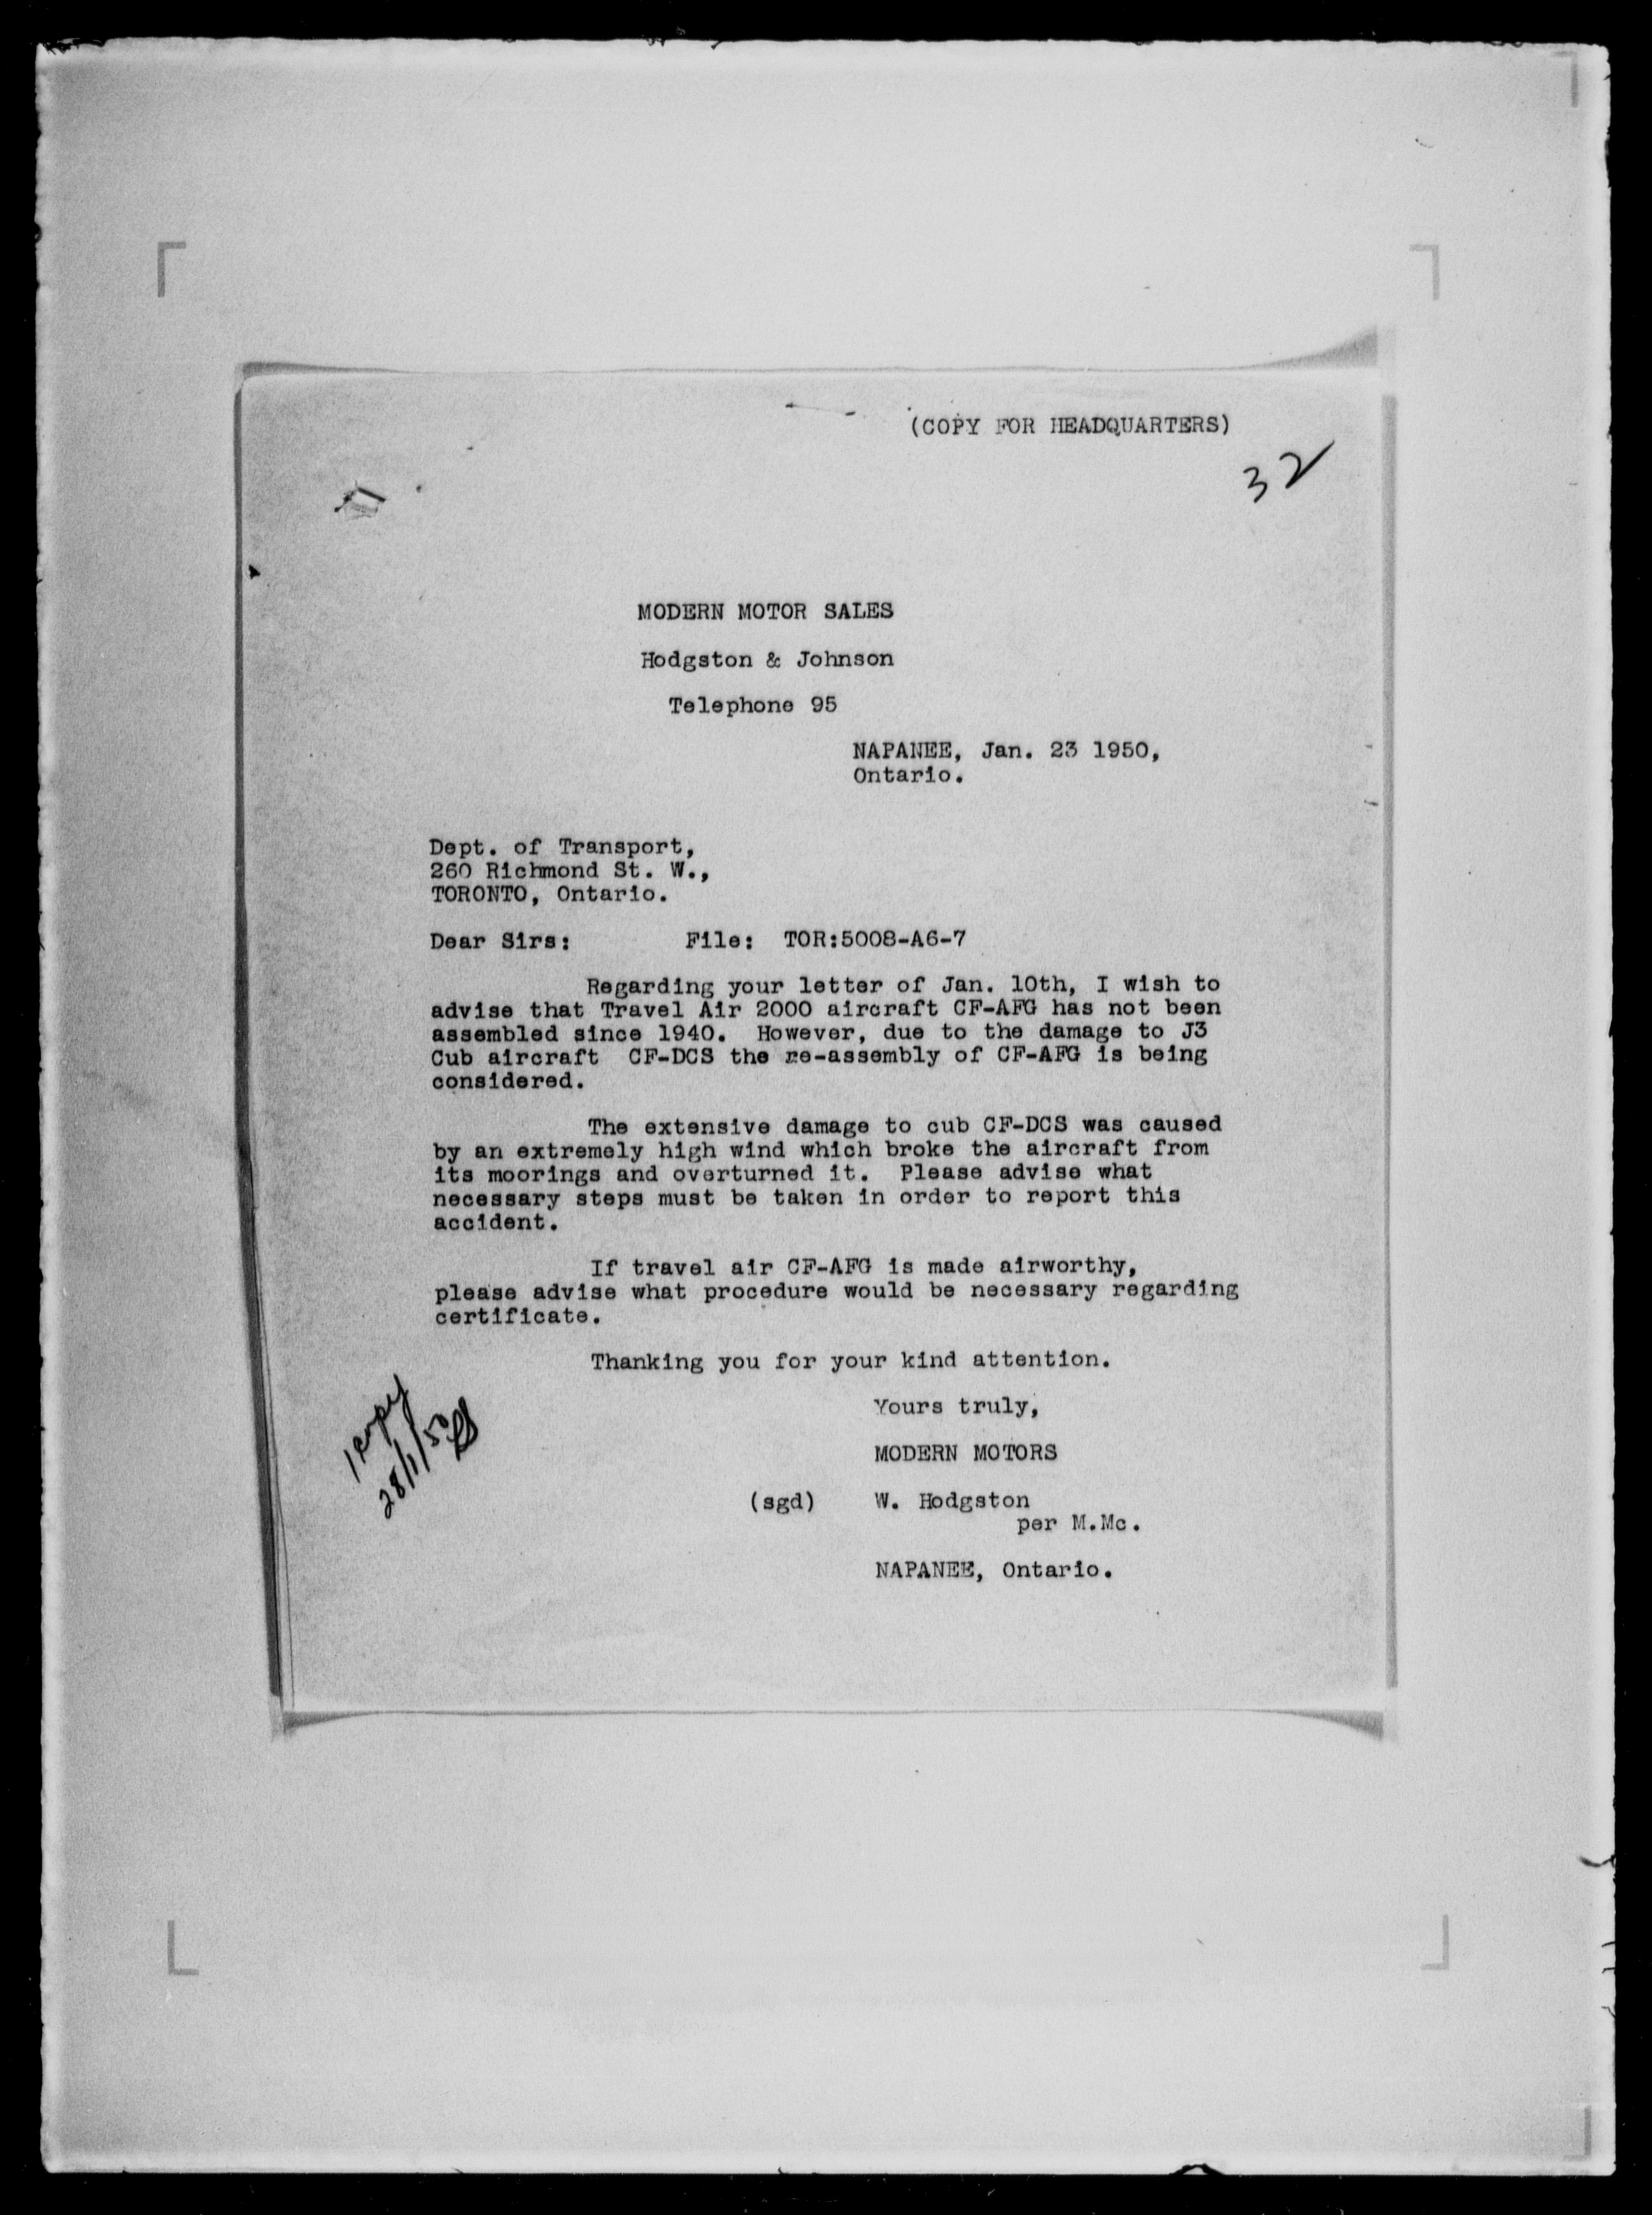 (COPY FOR HEADQUARTERS)
32
MODERN MOTOR SALES
Hodgston & Johnson
Telephone 95
NAPANEE, Jan. 23 1950,
Ontario.
Dept. of Transport,
260 Richmond St. W.,
TORONTO, Ontario.
Dear Sirs: File: TOR:5008-A6-7
Regarding your letter of Jan. 10th, I wish to
advise that Travel Air 2000 aircraft CF-AFG has not been
assembled since 1940. However, due to the damage to J3
Cub aircraft CF-DCS the re-assembly of CF-AFG is being
considered.
The extensive damage to cub CF-DCS was caused
by an extremely high wind which broke the aircraft from
its moorings and overturned it. Please advise what
necessary steps must be taken in order to report this
accident.
If travel air CF-AFG is made airworthy,
please advise what procedure would be necessary regarding
certificate.
Thanking you for your kind attention.
Yours truly,
MODERN MOTORS
(sgd) W. Hodgston
per M.Mc.
NAPANEE, Ontario.
1 copy
28/1/50